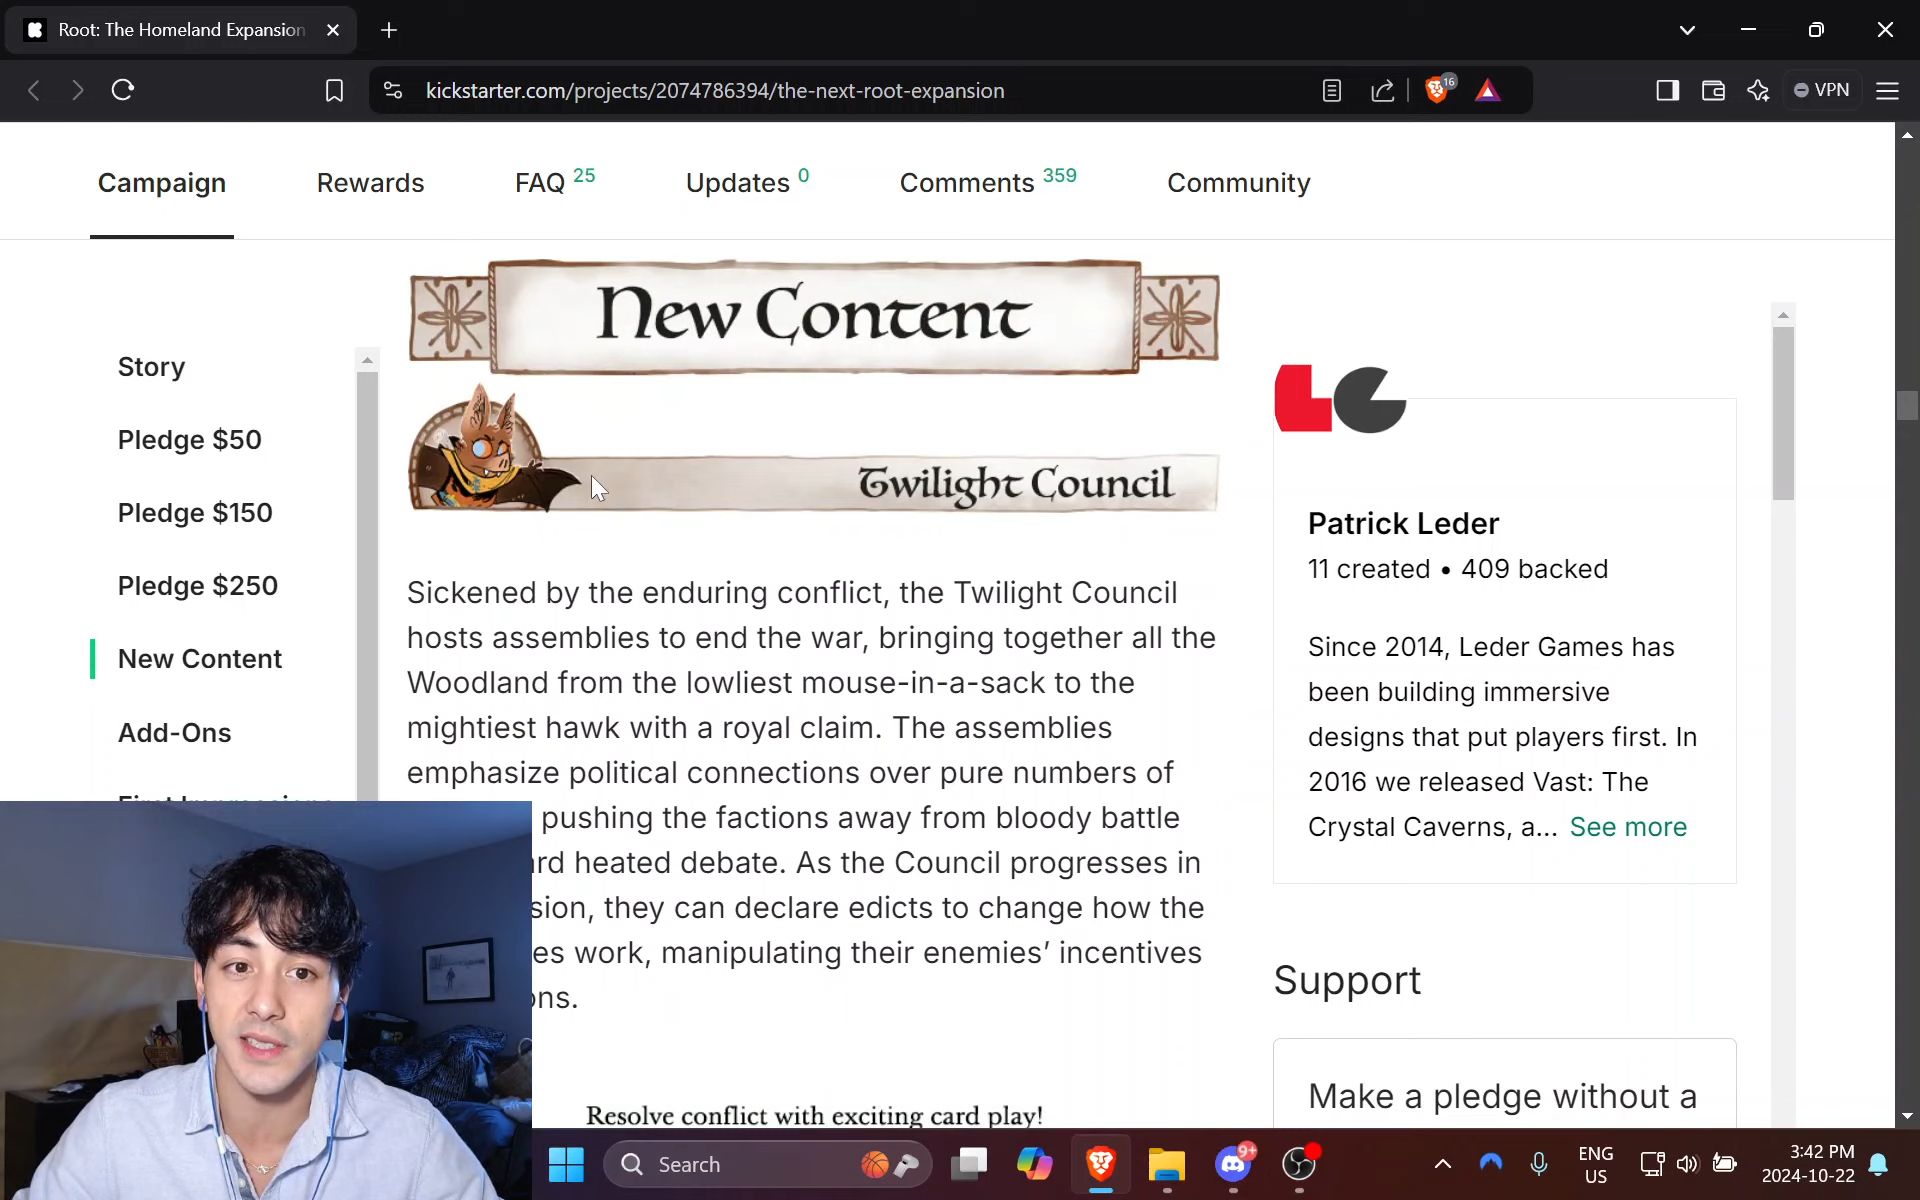 Root: The Homeland Expansion
kickstarter.com/projects/2074786394/the-next-root-expansion
16
VPN
Campaign
Rewards
FAQ 25
Updates 0
Comments 359
Community
New Content
Twilight Council
Story
Pledge $50
Pledge $150
Pledge $250
New Content
Add-Ons
Sickened by the enduring conflict, the Twilight Council
hosts assemblies to end the war, bringing together all the
Woodland from the lowliest mouse-in-a-sack to the
mightiest hawk with a royal claim. The assemblies
emphasize political connections over pure numbers of
pushing the factions away from bloody battle
rd heated debate. As the Council progresses in
sion, they can declare edicts to change how the
es work, manipulating their enemies’ incentives
ons.
Resolve conflict with exciting card play!
Patrick Leder
11 created • 409 backed
Since 2014, Leder Games has
been building immersive
designs that put players first. In
2016 we released Vast: The
Crystal Caverns, a... See more
Support
Make a pledge without a
Search
9+
ENG
US
3:42 PM
2024-10-22